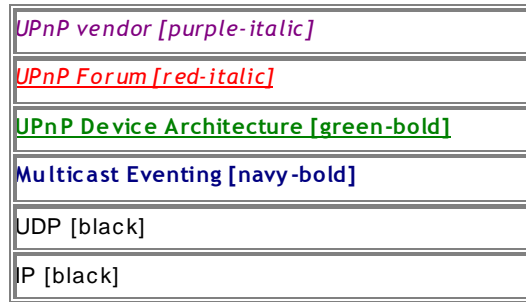 UPnP vendor [purple-italic]
UPnP Forum [red-italic]
UPnP Device Architecture [green-bold]
Multicast Eventing [navy-bold]
UDP [black]
IP [black]